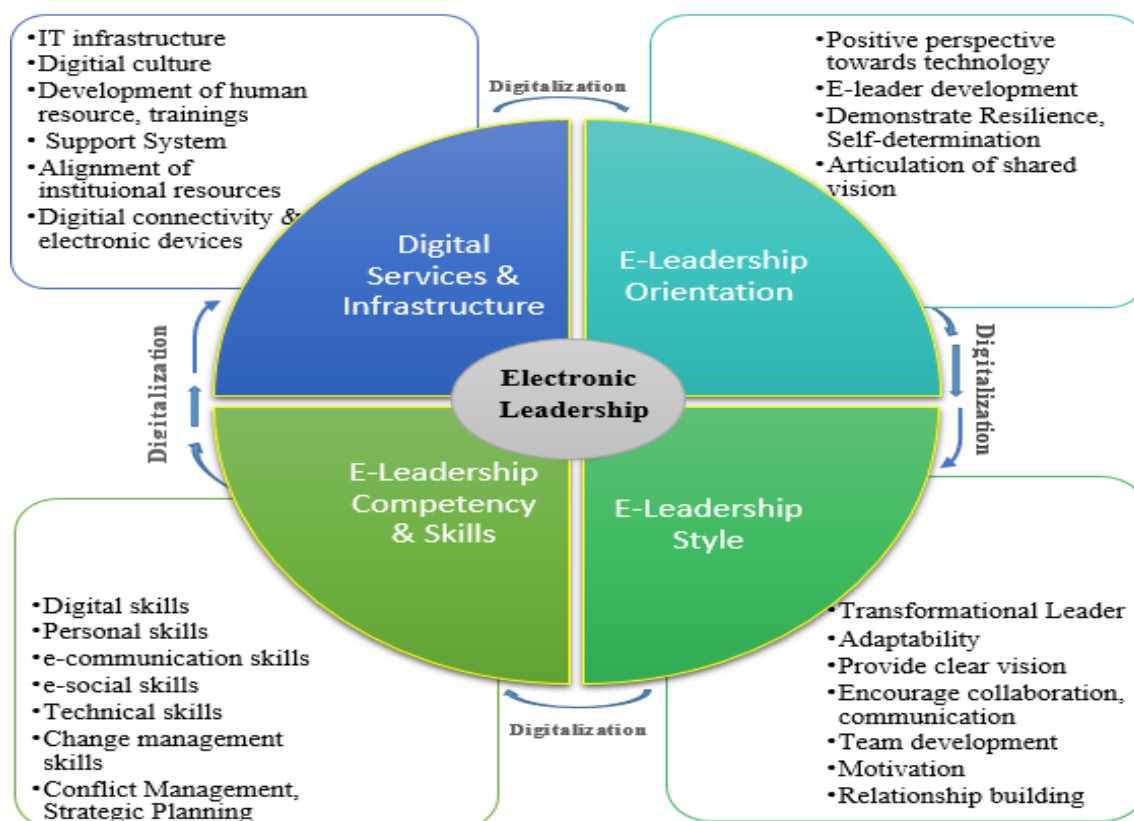 •IT infrastructure
•Digitial culture
•Development of human
resource, trainings
• Support System
•Alignment of
instituional resources
•Digitial connectivity &
electronic devices
Digitalization
•Positive perspective
towards technology
•E-leader development
•Demonstrate Resilience,
Self-determination
•Articulation of shared
vision
Digital
Services &
Infrastructure
E-Leadership
Orientation
Digitalization
Digitalization
Electronic
Leadership
E-Leadership
Competency
& Skills
E-Leadership
Style
•Digital skills
•Personal skills
•e-communication skills
•e-social skills
•Technical skills
•Change management
skills
•Conflict Management,
Strategic Planning
Digitalization
•Transformational Leader
•Adaptability
•Provide clear vision
•Encourage collaboration,
communication
•Team development
•Motivation
•Relationship building